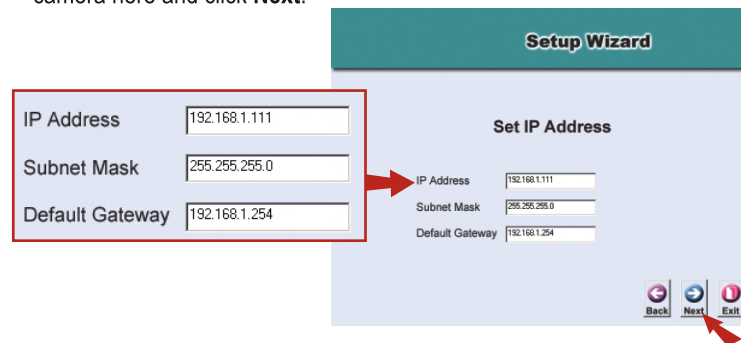 camera here and click Next.
Setup Wizard
IP Address 192.168.1.111
Subnet Mask 255.255.255.0
Default Gateway 192.168.1.254
Set IP Address
IP Address 192.168.1.111
Subnet Mask 255.255.255.0
Default Gateway 192.168.1.254
Back Next Exit